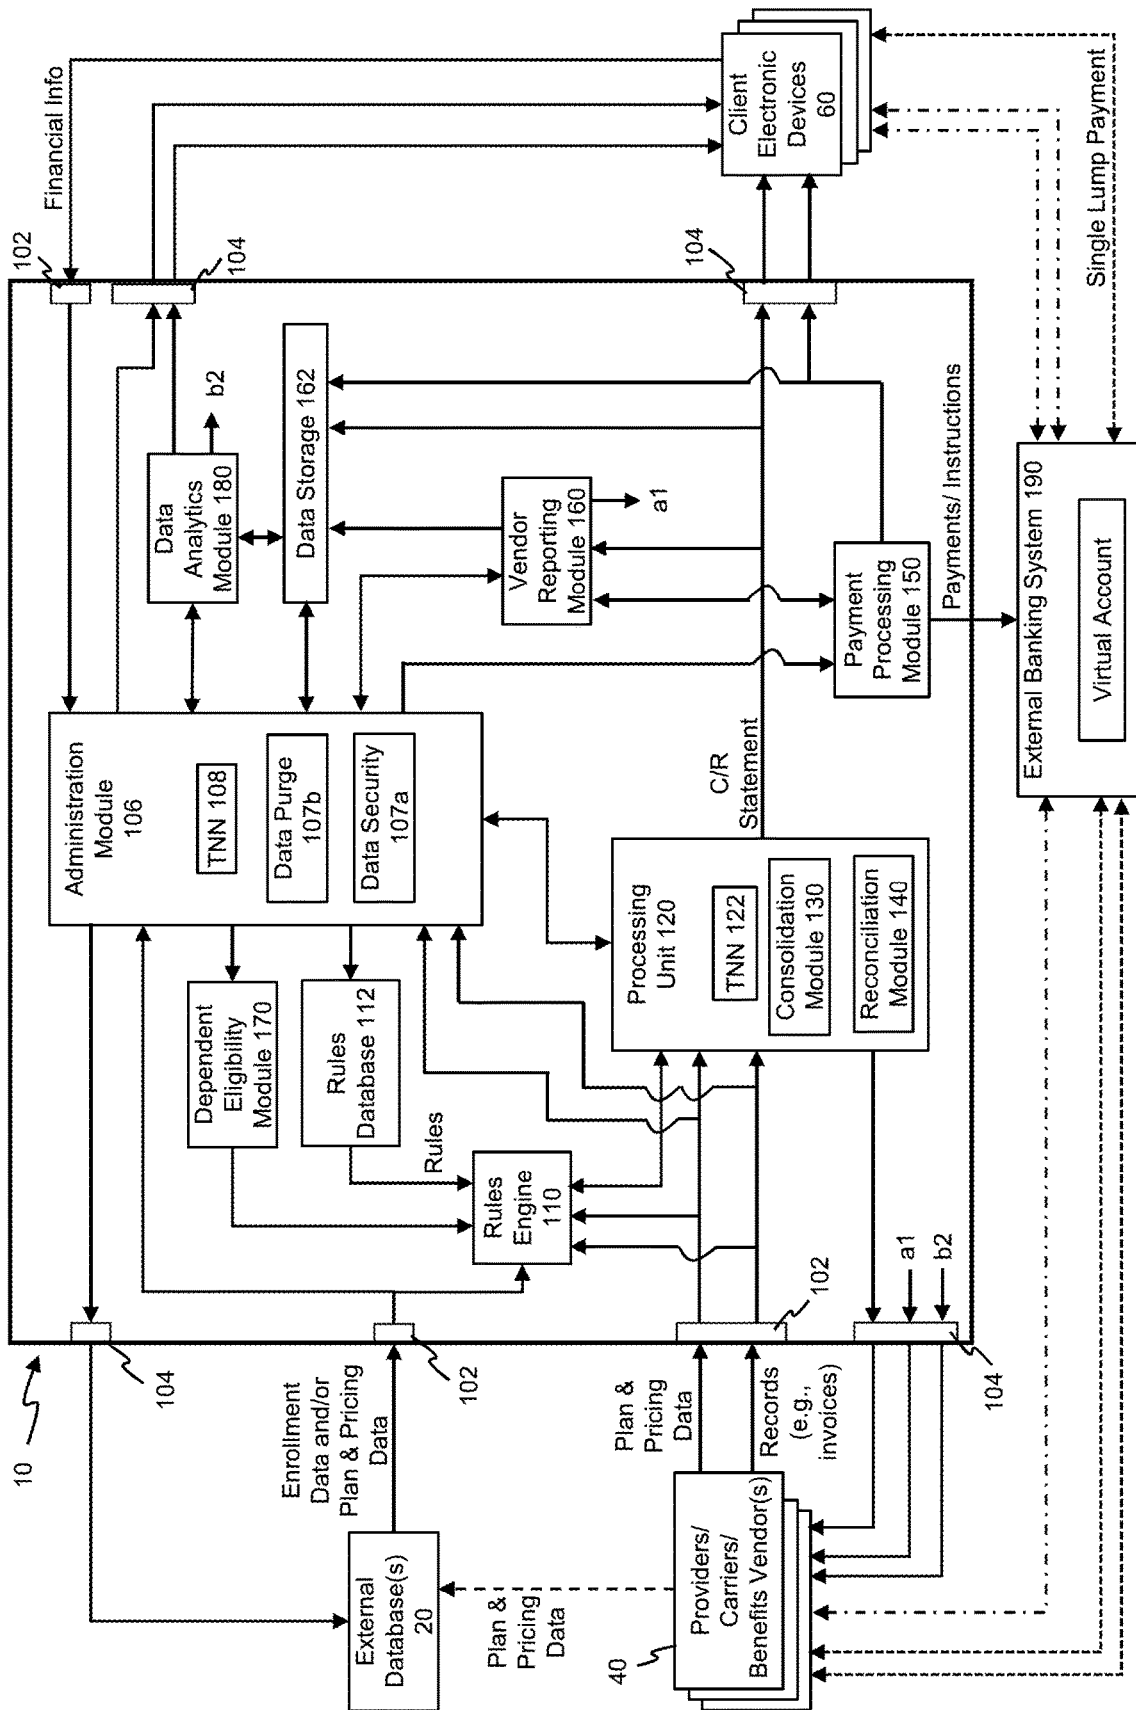 10
104
102
External
Database(s)
20
Enrollment
Data and/or
Plan & Pricing
Data
Plan &
Pricing
Data
40
Providers/
Carriers/
Benefits Vendor(s)
Plan &
Pricing
Data
Records
(e.g.,
invoices)
102
104
a1
b2
Administration
Module
106
TNN 108
Data Purge
107b
Data Security
107a
Dependent
Eligibility
Module 170
Rules
Database 112
Rules
Rules
Engine
110
Processing
Unit 120
TNN 122
Consolidation
Module 130
Reconciliation
Module 140
C/R
Statement
Data
Analytics
Module 180
b2
Data Storage 162
Vendor
Reporting
Module 160
a1
Payment
Processing
Module 150
Payments/ Instructions
102
104
104
Financial Info
Client
Electronic
Devices
60
Single Lump Payment
External Banking System 190
Virtual Account